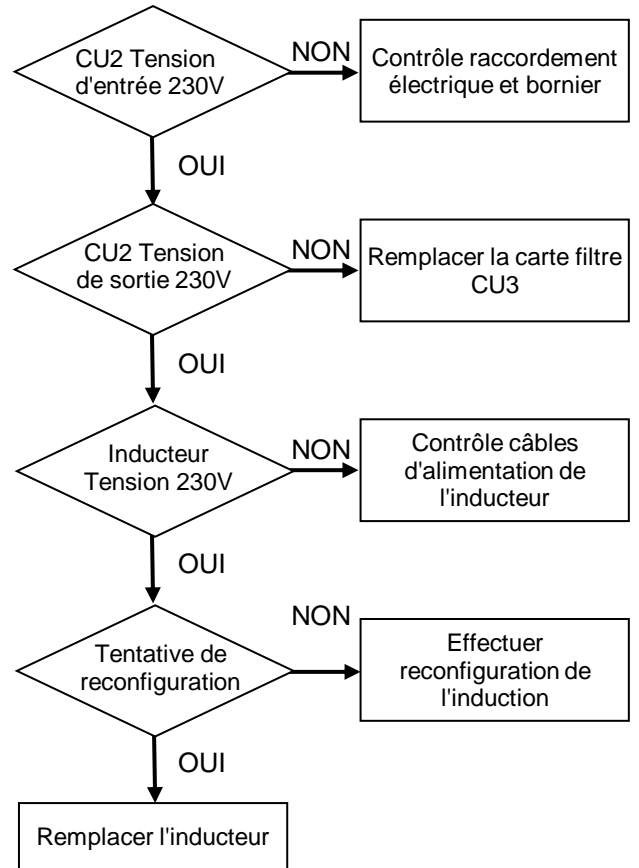 CU2 Tension
d'entrée 230V
NON
Contrôle raccordement
électrique et bornier
OUI
CU2 Tension
de sortie 230V
NON
Remplacer la carte filtre
CU3
OUI
Inducteur
Tension 230V
NON
Contrôle câbles
d'alimentation de
l'inducteur
OUI
Tentative de
reconfiguration
NON
Effectuer
reconfiguration de
l'induction
OUI
Remplacer l'inducteur